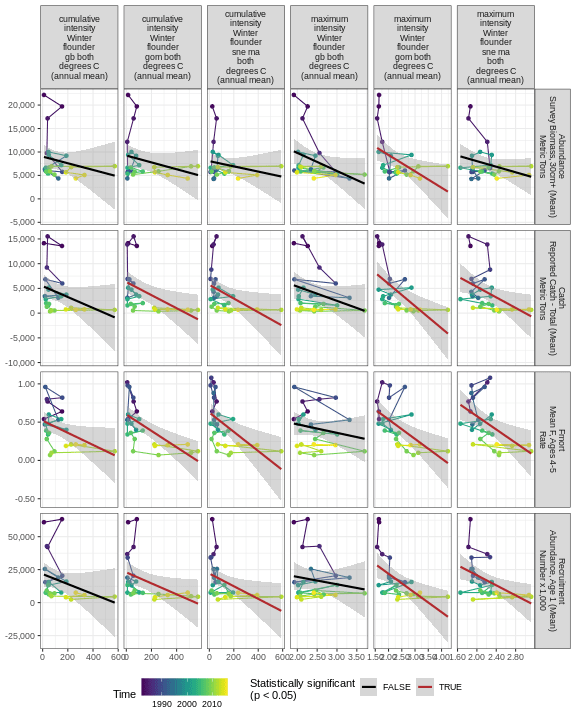 cumulative
intensity
Winter
flounder
gb both
degrees C
(annual mean)
cumulative
intensity
Winter
flounder
gom both
degrees C
(annual mean)
cumulative
intensity
Winter
flounder
sne ma
both
degrees C
(annual mean)
maximum
intensity
Winter
flounder
gb both
degrees C
(annual mean)
maximum
intensity
Winter
flounder
gom both
degrees C
(annual mean)
maximum
intensity
Winter
flounder
sne ma
both
degrees C
(annual mean)
20,000
15,000
10,000
5,000
0
-5,000
Abundance
Survey Biomass, 30cm+ (Mean)
Metric Tons
15,000
10,000
5,000
0
-5,000
-10,000
Catch
Reported Catch - Total (Mean)
Metric Tons
1.00
0.50
0.00
-0.50
Fmort
Mean F, Ages 4-5
Rate
50,000
25,000
0
-25,000
Recruitment
Abundance, Age 1 (Mean)
Number x 1,000
0 200 400 600
0 200 400
0 200 400 600
2.00 2.50 3.00 3.50
1.50 2.00 2.50 3.00 3.50 4.00
1.60 2.00 2.40 2.80
Time
1990 2000 2010
Statistically significant
(p < 0.05)
FALSE
TRUE